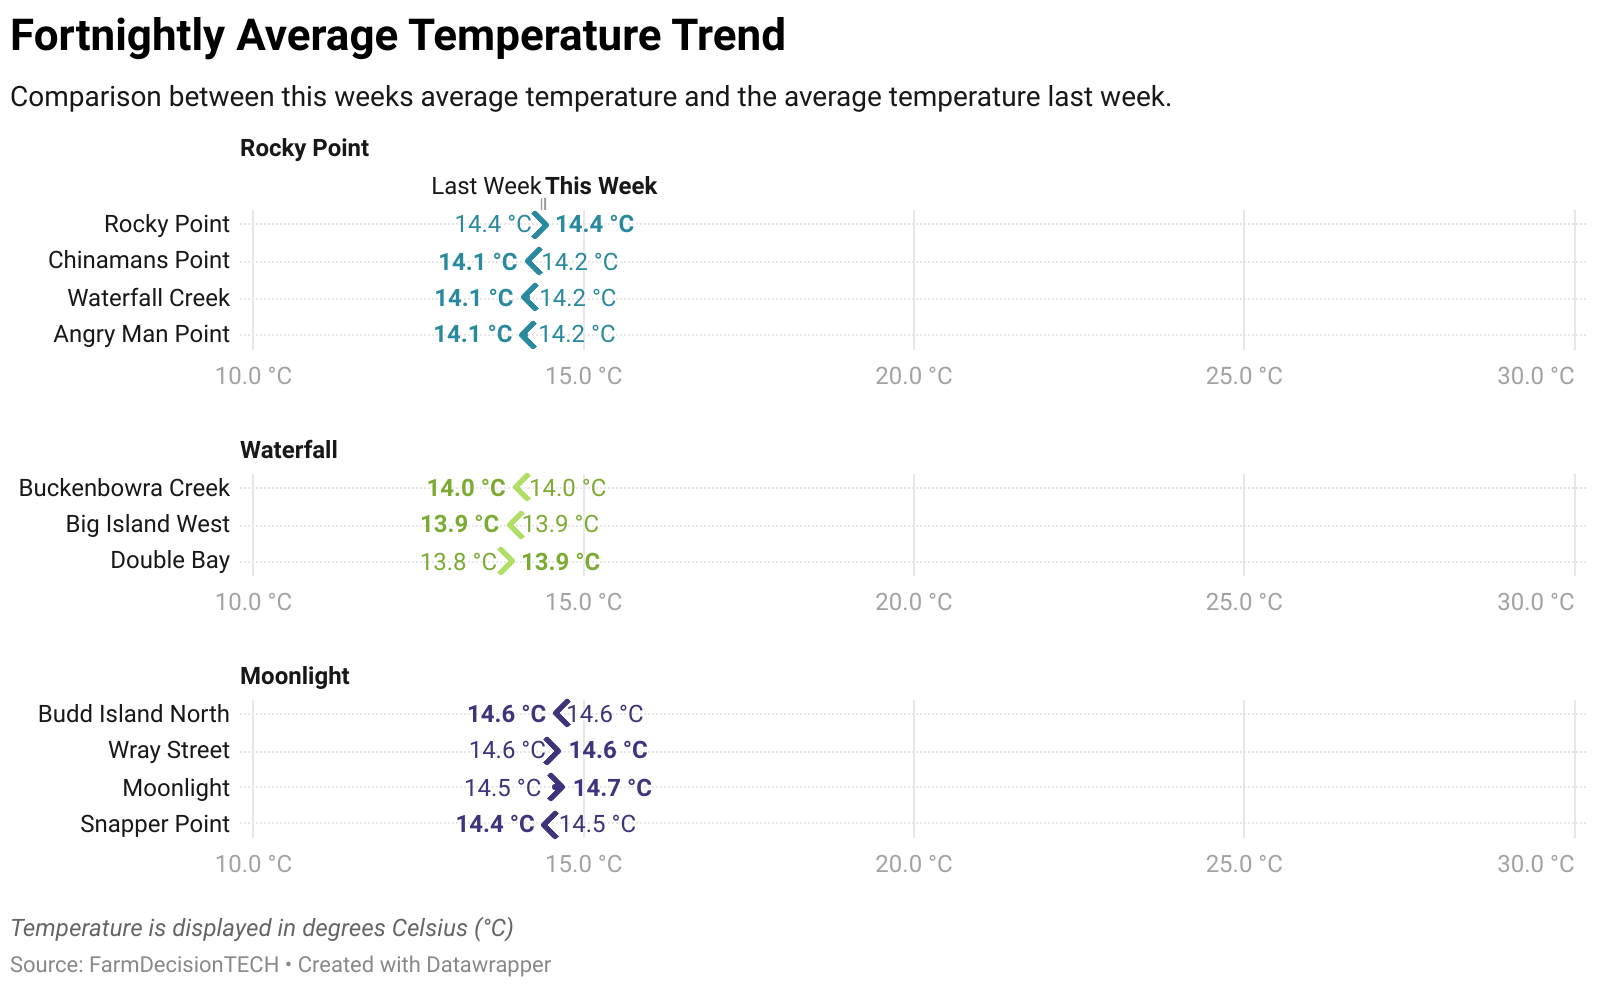 Fortnightly Average Temperature Trend
Comparison between this weeks average temperature and the average temperature last week.
Rocky Point
Last Week This Week
Rocky Point 14.4 °C 14.4 °C
Chinamans Point 14.1 °C 14.2 °C
Waterfall Creek 14.1 °C 14.2 °C
Angry Man Point 14.1 °C 14.2 °C
10.0 °C 15.0 °C 20.0 °C 25.0 °C 30.0 °C
Waterfall
Buckenbowra Creek 14.0 °C 14.0 °C
Big Island West 13.9 °C 13.9 °C
Double Bay 13.8 °C 13.9 °C
10.0 °C 15.0 °C 20.0 °C 25.0 °C 30.0 °C
Moonlight
Budd Island North 14.6 °C 14.6 °C
Wray Street 14.6 °C 14.6 °C
Moonlight 14.5 °C 14.7 °C
Snapper Point 14.4 °C 14.5 °C
10.0 °C 15.0 °C 20.0 °C 25.0 °C 30.0 °C
Temperature is displayed in degrees Celsius (°C)
Source: FarmDecisionTECH • Created with Datawrapper